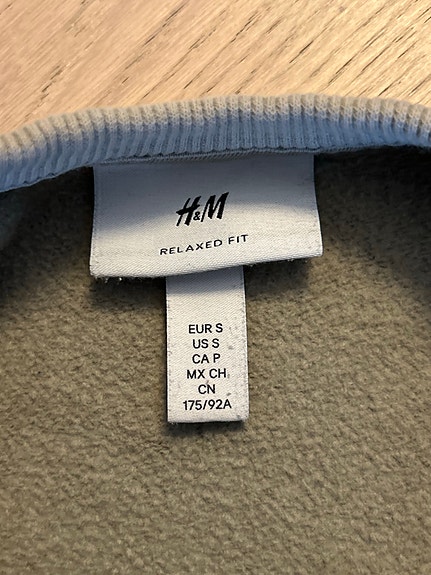 H&M
RELAXED FIT
EUR S
US S
CA P
MX CH
CN
175/92A